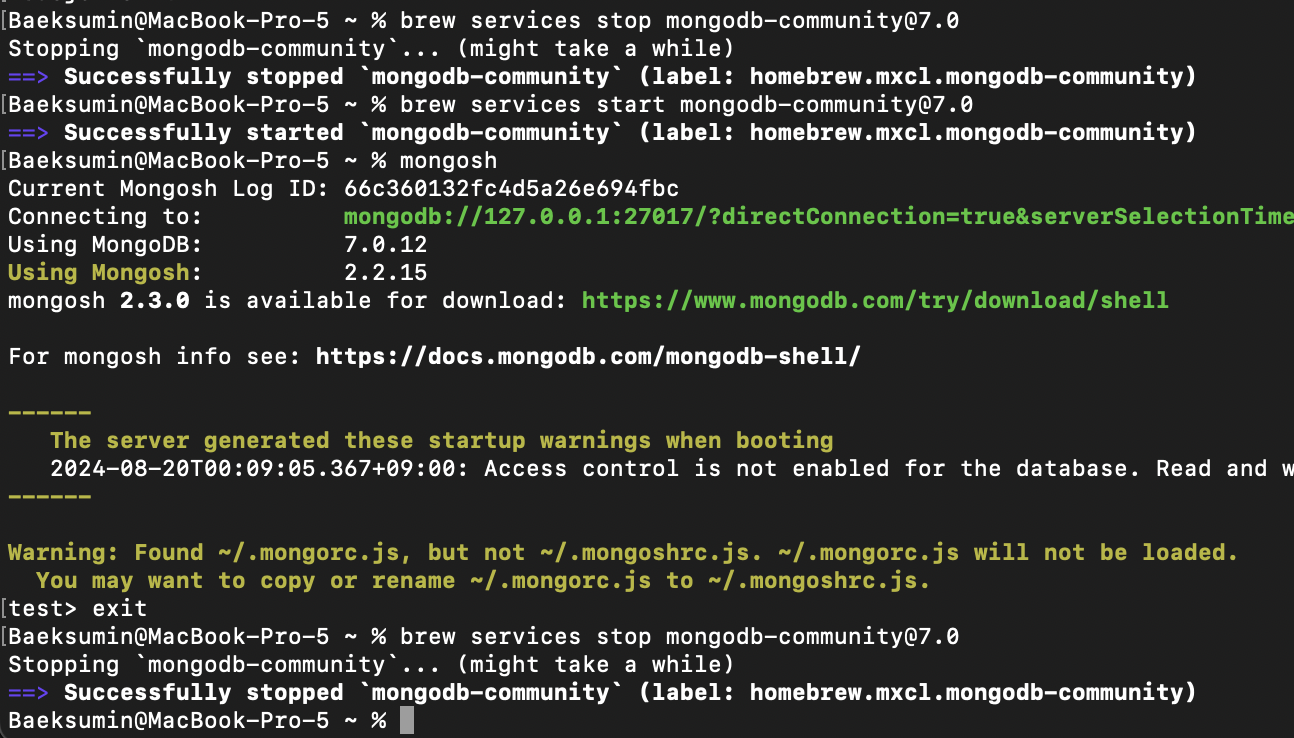 [Baeksumin@MacBook-Pro-5 ~ % brew services stop mongodb-community@7.0
Stopping `mongodb-community`... (might take a while)
==> Successfully stopped `mongodb-community` (label: homebrew.mxcl.mongodb-community)
[Baeksumin@MacBook-Pro-5 ~ % brew services start mongodb-community@7.0
==> Successfully started `mongodb-community` (label: homebrew.mxcl.mongodb-community)
[Baeksumin@MacBook-Pro-5 ~ % mongosh
Current Mongosh Log ID: 66c360132fc4d5a26e694fbc
Connecting to: mongodb://127.0.0.1:27017/?directConnection=true&serverSelectionTime
Using MongoDB: 7.0.12
Using Mongosh: 2.2.15
mongosh 2.3.0 is available for download: https://www.mongodb.com/try/download/shell
For mongosh info see: https://docs.mongodb.com/mongodb-shell/
------
The server generated these startup warnings when booting
2024-08-20T00:09:05.367+09:00: Access control is not enabled for the database. Read and w
------
Warning: Found ~/.mongorc.js, but not ~/.mongoshrc.js. ~/.mongorc.js will not be loaded.
You may want to copy or rename ~/.mongorc.js to ~/.mongoshrc.js.
[test> exit
[Baeksumin@MacBook-Pro-5 ~ % brew services stop mongodb-community@7.0
Stopping `mongodb-community`... (might take a while)
==> Successfully stopped `mongodb-community` (label: homebrew.mxcl.mongodb-community)
Baeksumin@MacBook-Pro-5 ~ %